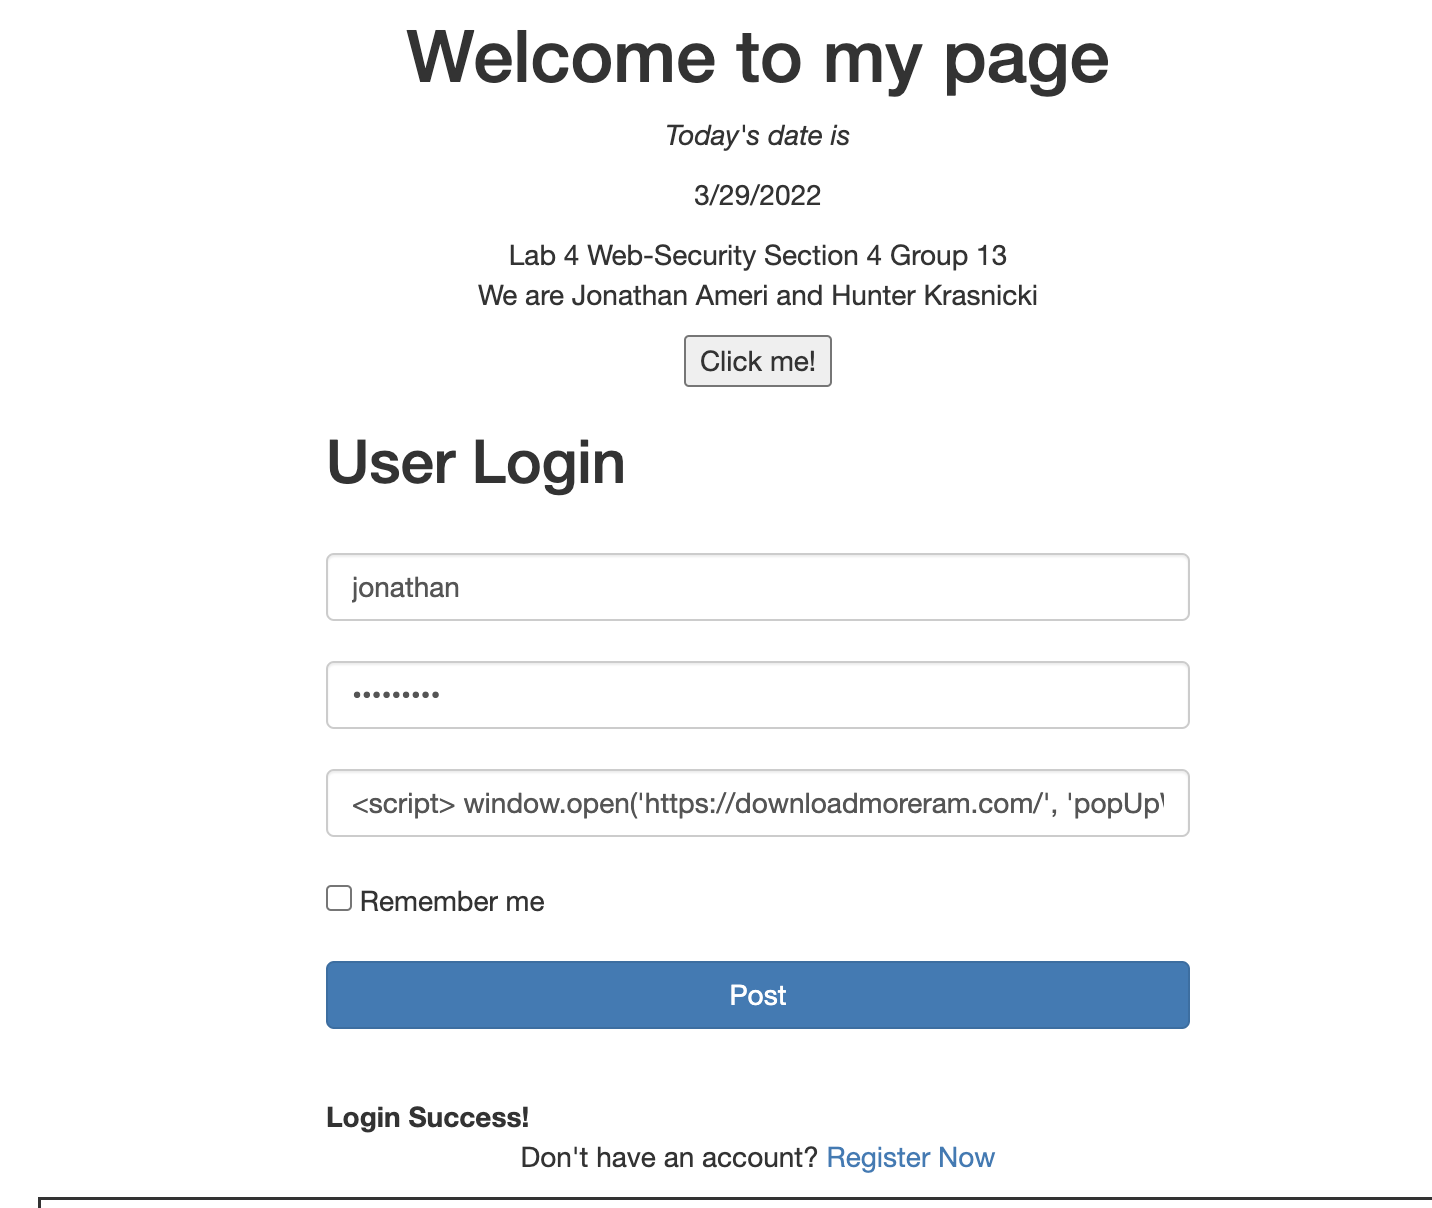 Welcome to my page
Today's date is
3/29/2022
Lab 4 Web-Security Section 4 Group 13
We are Jonathan Ameri and Hunter Krasnicki
Click me!
User Login
jonathan
•••••••••
<script> window.open('https://downloadmoreram.com/', 'popUp
Remember me
Post
Login Success!
Don't have an account? Register Now